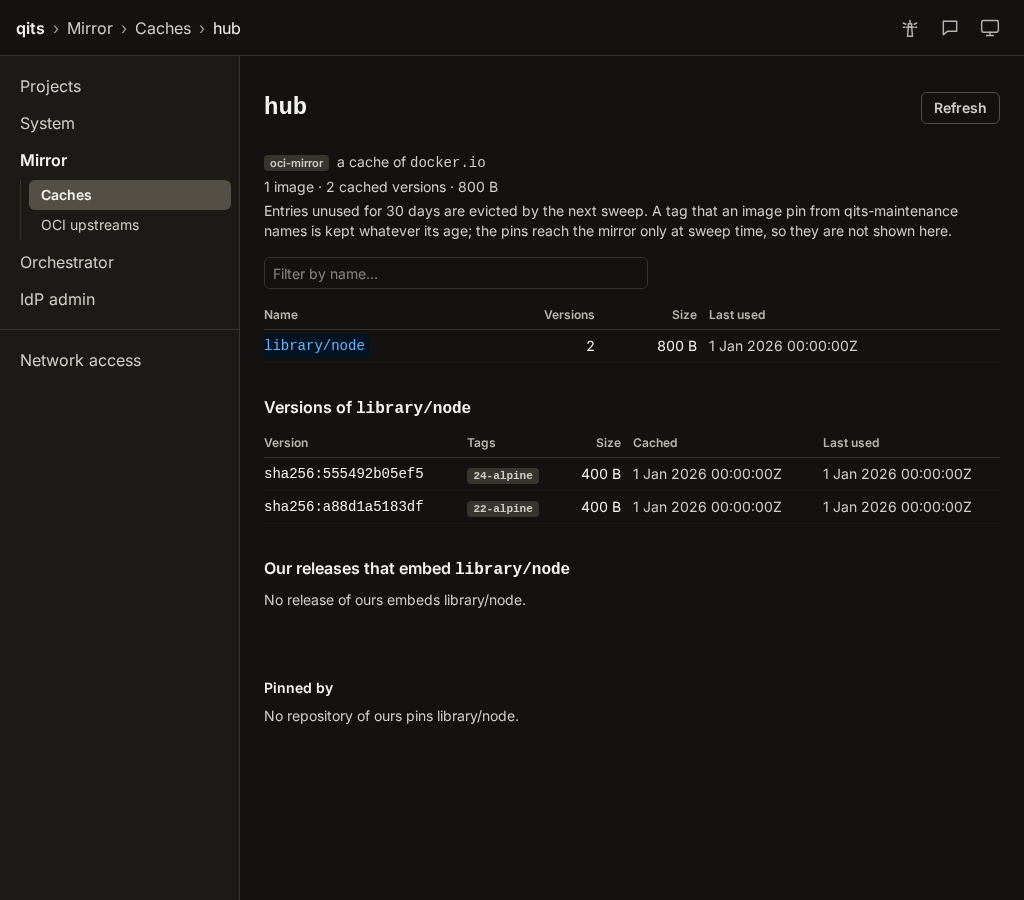 qits › Mirror › Caches › hub
Projects
System
Mirror
Caches
OCI upstreams
Orchestrator
IdP admin
Network access
hub
Refresh
oci-mirror a cache of docker.io
1 image · 2 cached versions · 800 B
Entries unused for 30 days are evicted by the next sweep. A tag that an image pin from qits-maintenance
names is kept whatever its age; the pins reach the mirror only at sweep time, so they are not shown here.
Filter by name...
Name Versions Size Last used
library/node 2 800 B 1 Jan 2026 00:00:00Z
Versions of library/node
Version Tags Size Cached Last used
sha256:555492b05ef5 24-alpine 400 B 1 Jan 2026 00:00:00Z 1 Jan 2026 00:00:00Z
sha256:a88d1a5183df 22-alpine 400 B 1 Jan 2026 00:00:00Z 1 Jan 2026 00:00:00Z
Our releases that embed library/node
No release of ours embeds library/node.
Pinned by
No repository of ours pins library/node.